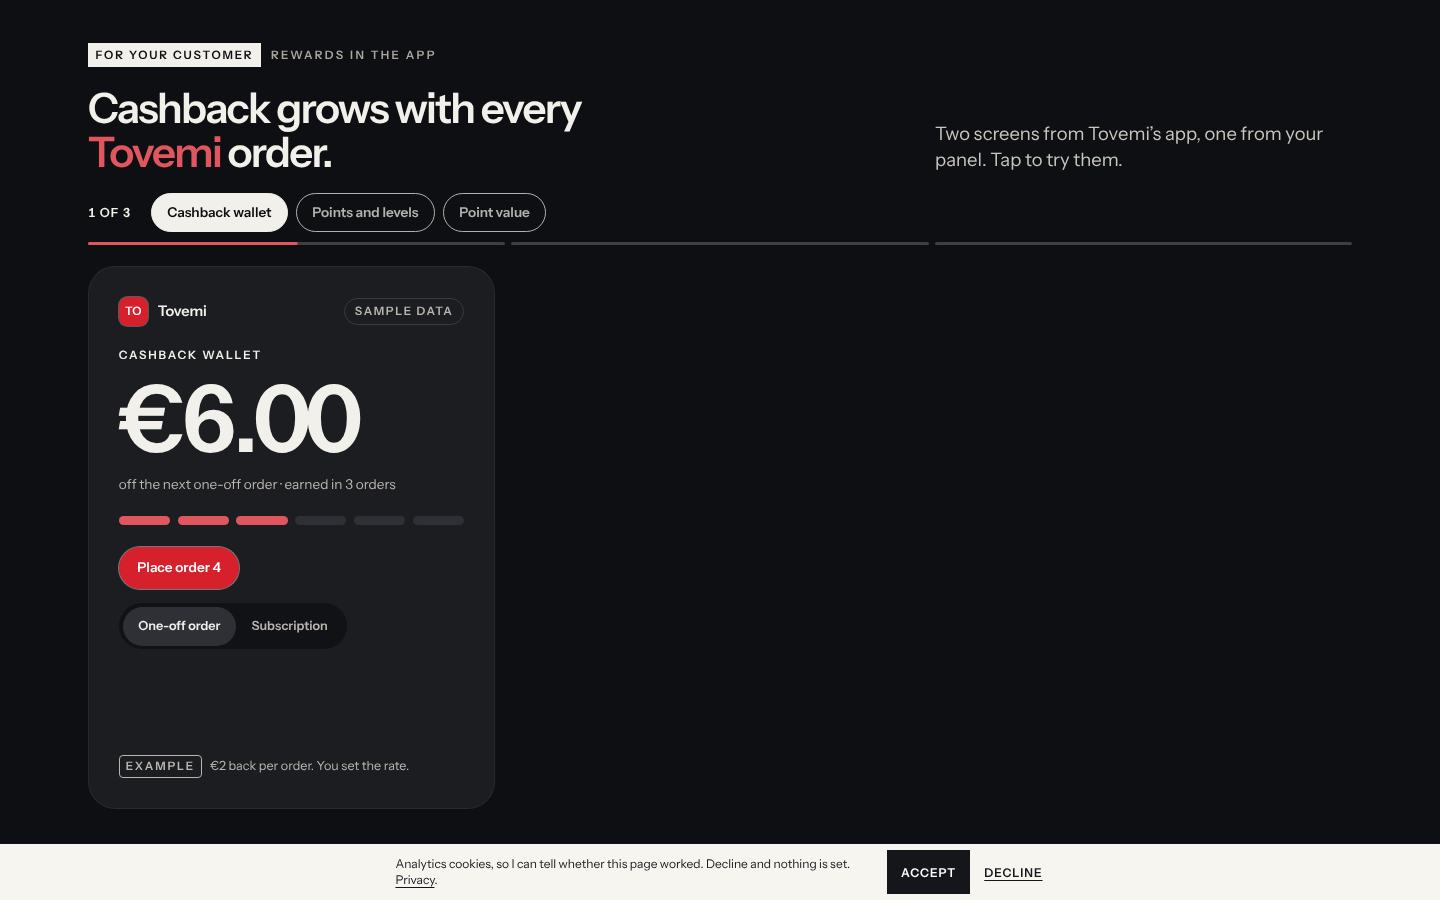 FOR YOUR CUSTOMER REWARDS IN THE APP
Cashback grows with every
Tovemi order.
Two screens from Tovemi’s app, one from your
panel. Tap to try them.
1 OF 3 Cashback wallet Points and levels Point value
TO Tovemi SAMPLE DATA
CASHBACK WALLET
€6.00
off the next one-off order · earned in 3 orders
Place order 4
One-off order Subscription
EXAMPLE €2 back per order. You set the rate.
Analytics cookies, so I can tell whether this page worked. Decline and nothing is set.
Privacy.
ACCEPT DECLINE